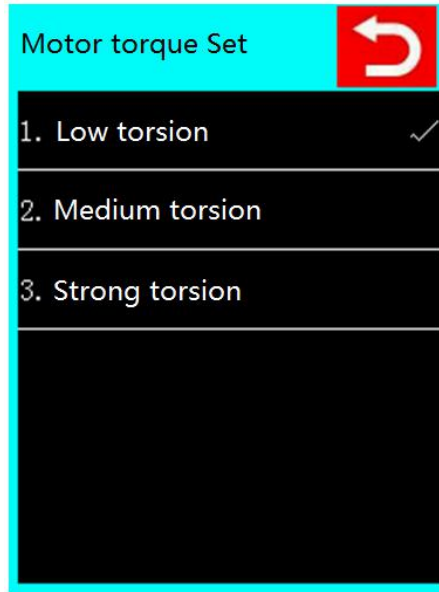 Motor torque Set
1. Low torsion
2. Medium torsion
3. Strong torsion